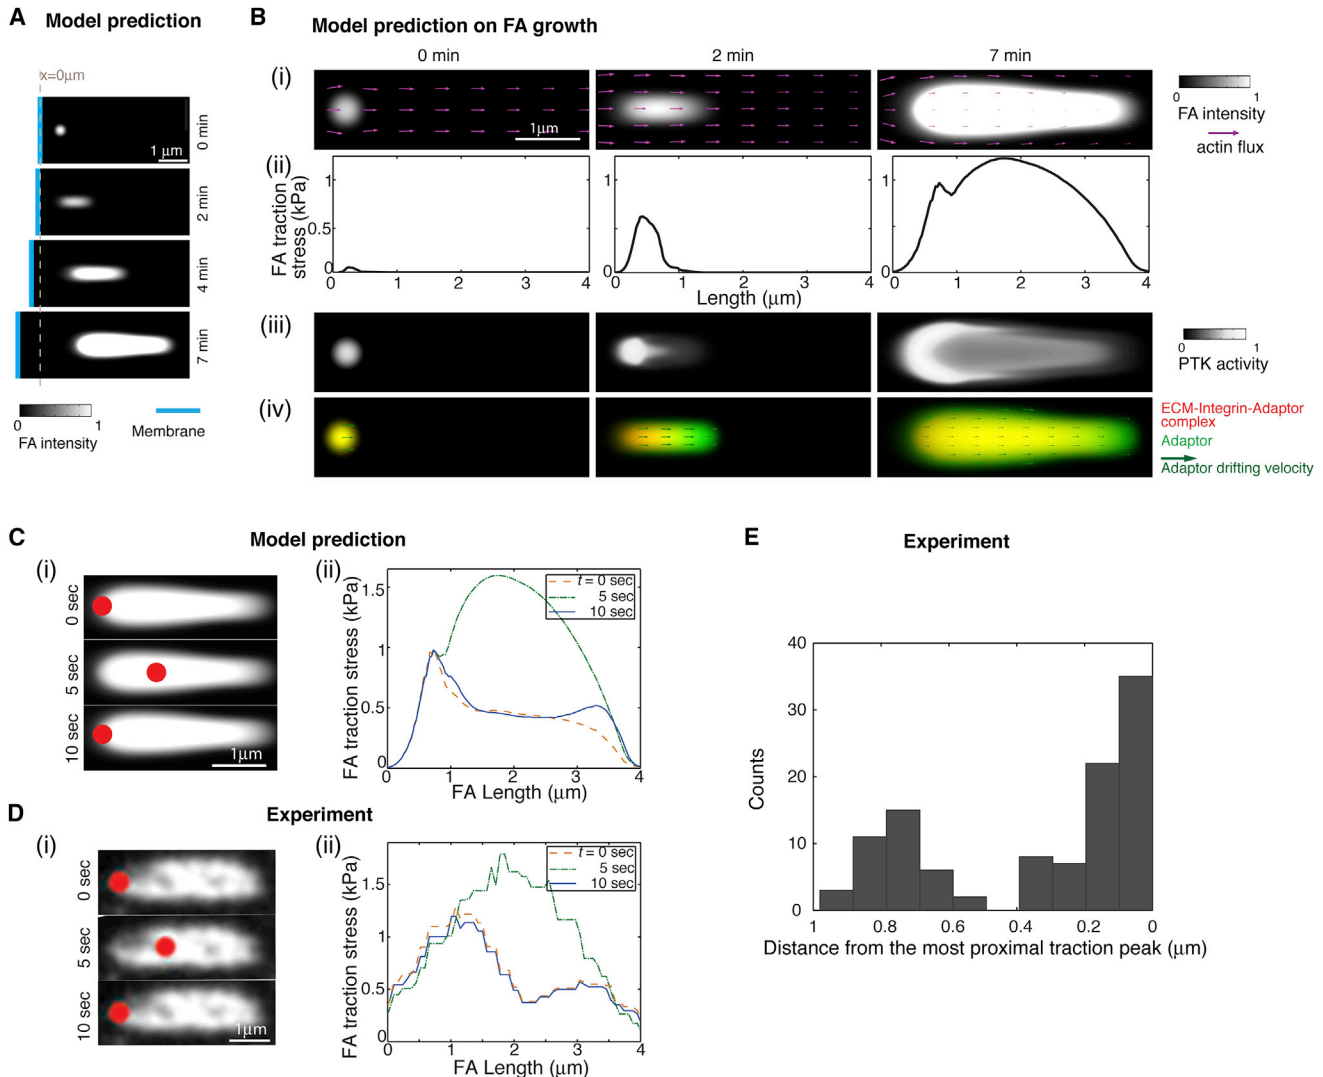 A Model prediction
x=0μm
0 min
1 μm
2 min
4 min
7 min
0 1
FA intensity
Membrane
B Model prediction on FA growth
0 min 2 min 7 min
(i)
1μm
0 1
FA intensity
actin flux
(ii)
FA traction
stress (kPa)
1
0.5
0
0 1 2 3 4
1
0
0 1 2 3 4
1
0
0 1 2 3 4
Length (μm)
(iii)
0 1
PTK activity
(iv)
ECM-Integrin-Adaptor
complex
Adaptor
Adaptor drifting velocity
C Model prediction
(i)
0 sec
5 sec
10 sec
1μm
(ii)
FA traction stress (kPa)
1.5
1
0.5
0
t = 0 sec
5 sec
10 sec
0 1 2 3 4
FA Length (μm)
D Experiment
(i)
0 sec
5 sec
10 sec
1μm
(ii)
FA traction stress (kPa)
1.5
1
0.5
0
t = 0 sec
5 sec
10 sec
0 1 2 3 4
FA Length (μm)
E Experiment
Counts
40
30
20
10
0
1 0.8 0.6 0.4 0.2 0
Distance from the most proximal traction peak (μm)